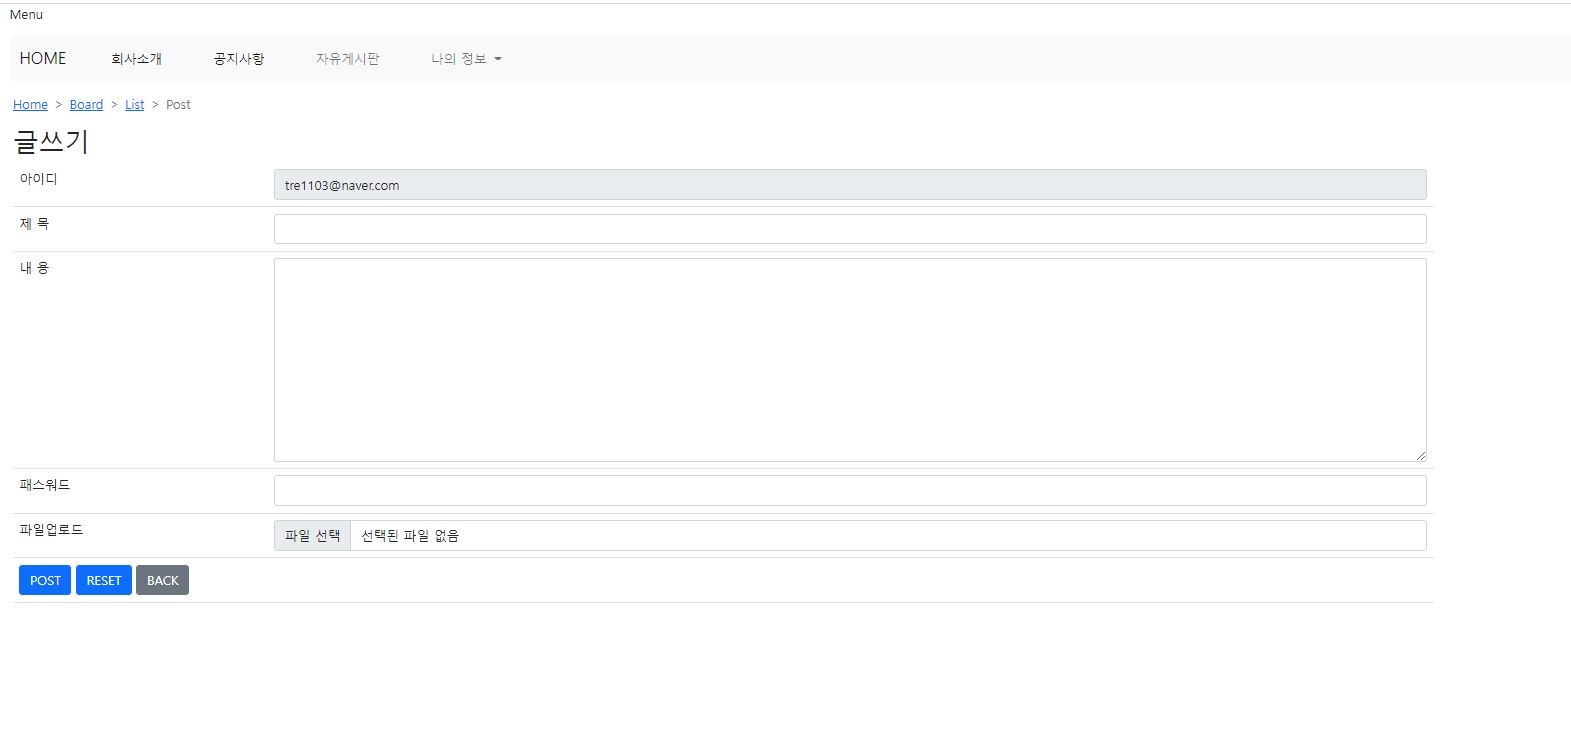 Menu
HOME 회사소개 공지사항 자유게시판 나의 정보
Home > Board > List > Post
글쓰기
아이디 tre1103@naver.com
제 목
내 용
패스워드
파일업로드 파일 선택 선택된 파일 없음
POST RESET BACK